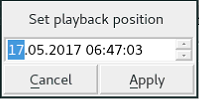 Set playback position
17.05.2017 06:47:03
Cancel
Apply